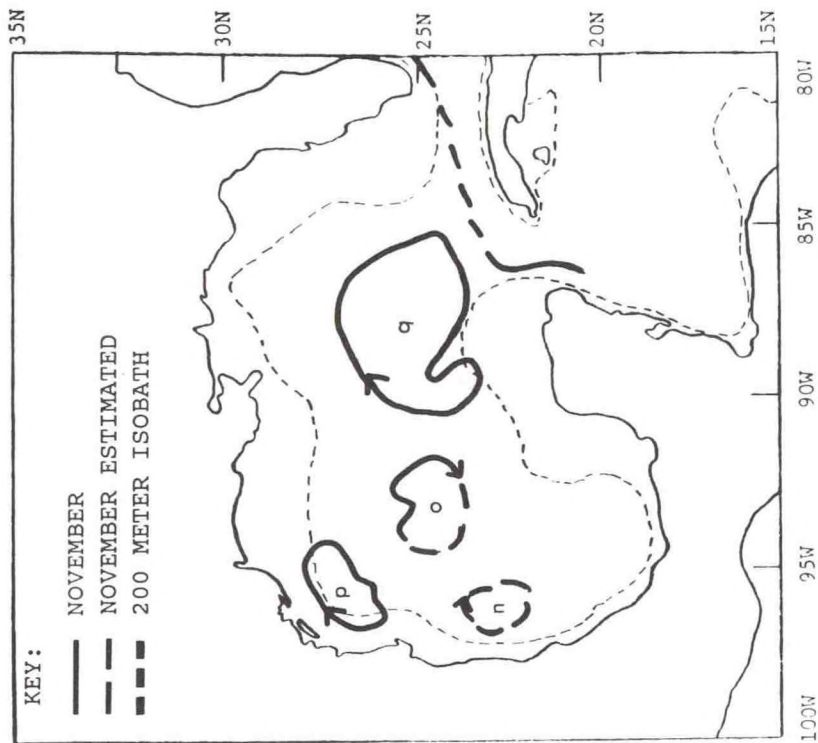 KEY:
NOVEMBER
NOVEMBER ESTIMATED
200 METER ISOBATH
35N
30N
25N
20N
15N
100W
95W
90W
85W
80W
p
o
q
n